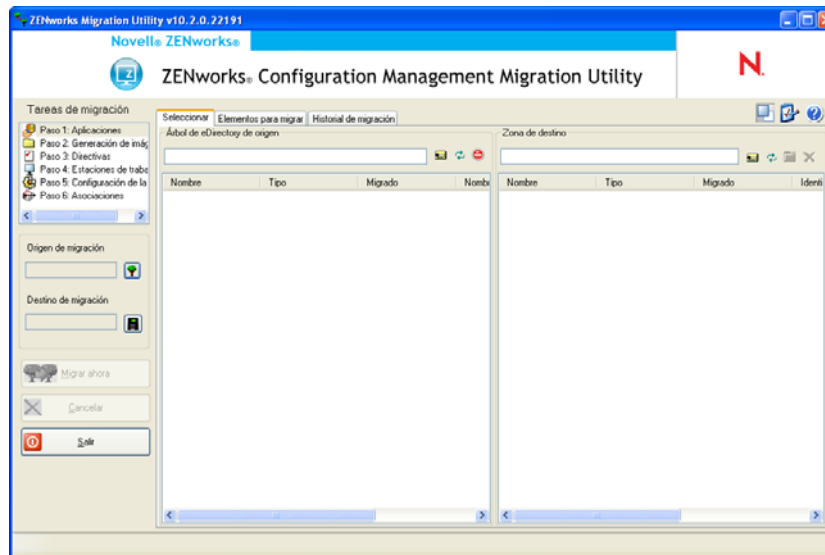 ZENworks Migration Utility v10.2.0.22191
Novell® ZENworks®
ZENworks® Configuration Management Migration Utility
N
Tareas de migración
Paso 1: Aplicaciones
Paso 2: Generación de imág
Paso 3: Directivas
Paso 4: Estaciones de traba
Paso 5: Configuración de la
Paso 6: Asociaciones
Origen de migración
Destino de migración
Migrar ahora
Cancelar
Salir
Seleccionar Elementos para migrar Historial de migración
Árbol de eDirectory de origen
Nombre Tipo Migrado Nombr
Zona de destino
Nombre Tipo Migrado Identi